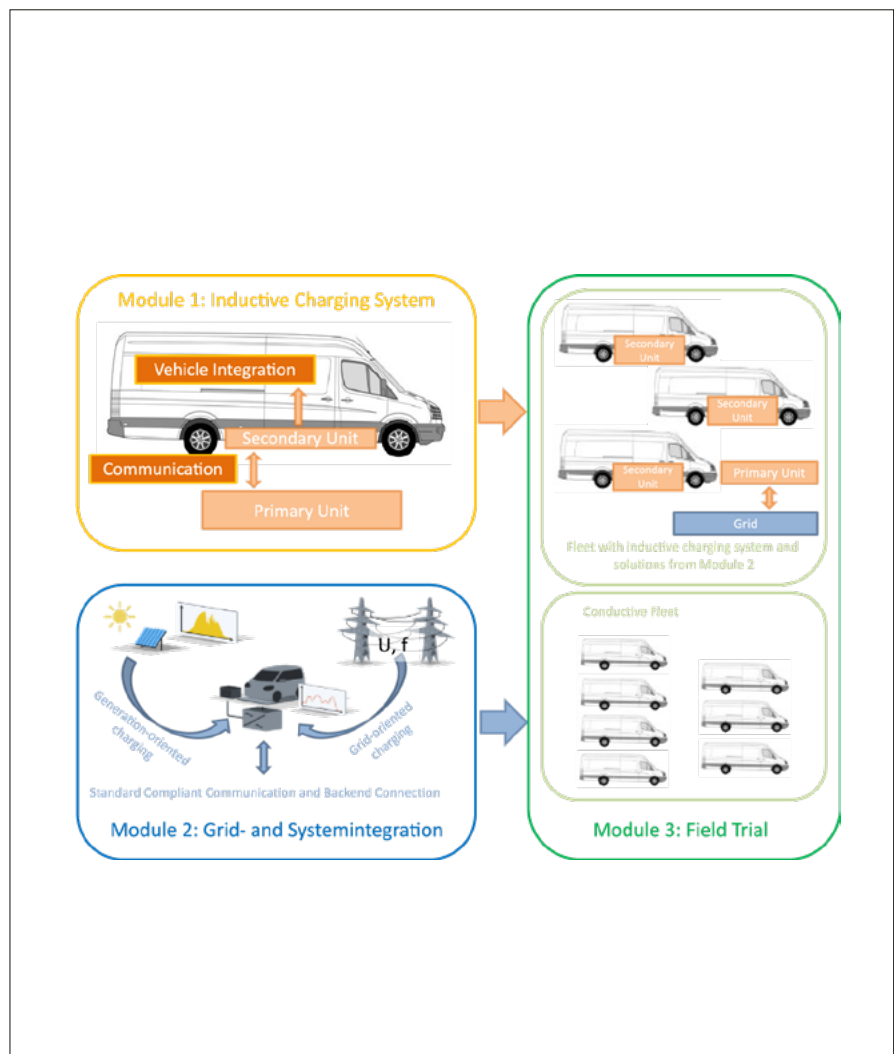 Module 1: Inductive Charging System
Vehicle Integration
Secondary Unit
Communication
Primary Unit
Secondary
Unit
Secondary
Unit
Secondary
Unit
Primary Unit
Grid
Fleet with inductive charging system and
solutions from Module 2
U, f
Generation-oriented
charging
Grid-oriented
charging
Standard Compliant Communication and Backend Connection
Module 2: Grid- and Systemintegration
Conductive Fleet
Module 3: Field Trial